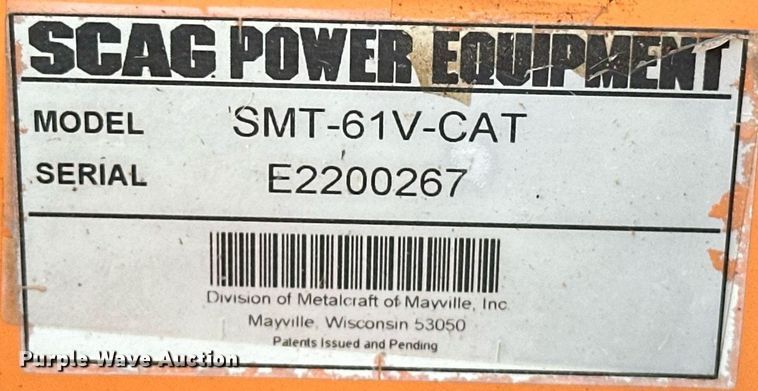 SCAG POWER EQUIPMENT
MODEL SMT-61V-CAT
SERIAL E2200267
Division of Metalcraft of Mayville, Inc.
Mayville, Wisconsin 53050
Patents Issued and Pending
Purple Wave Auction